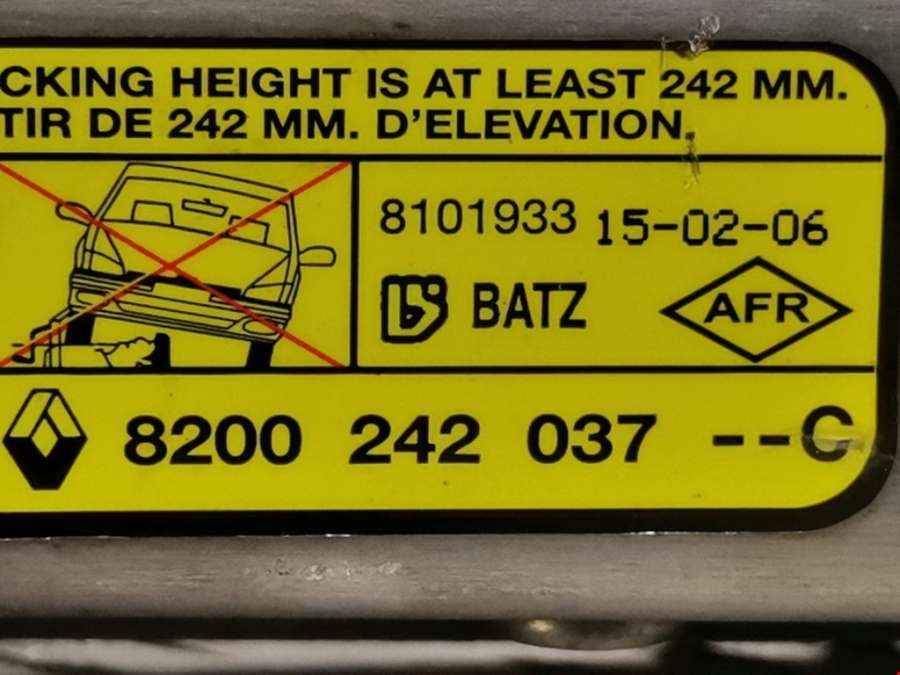 CKING HEIGHT IS AT LEAST 242 MM.
TIR DE 242 MM. D'ELEVATION.
8101933 15-02-06
BATZ AFR
8200 242 037 --C